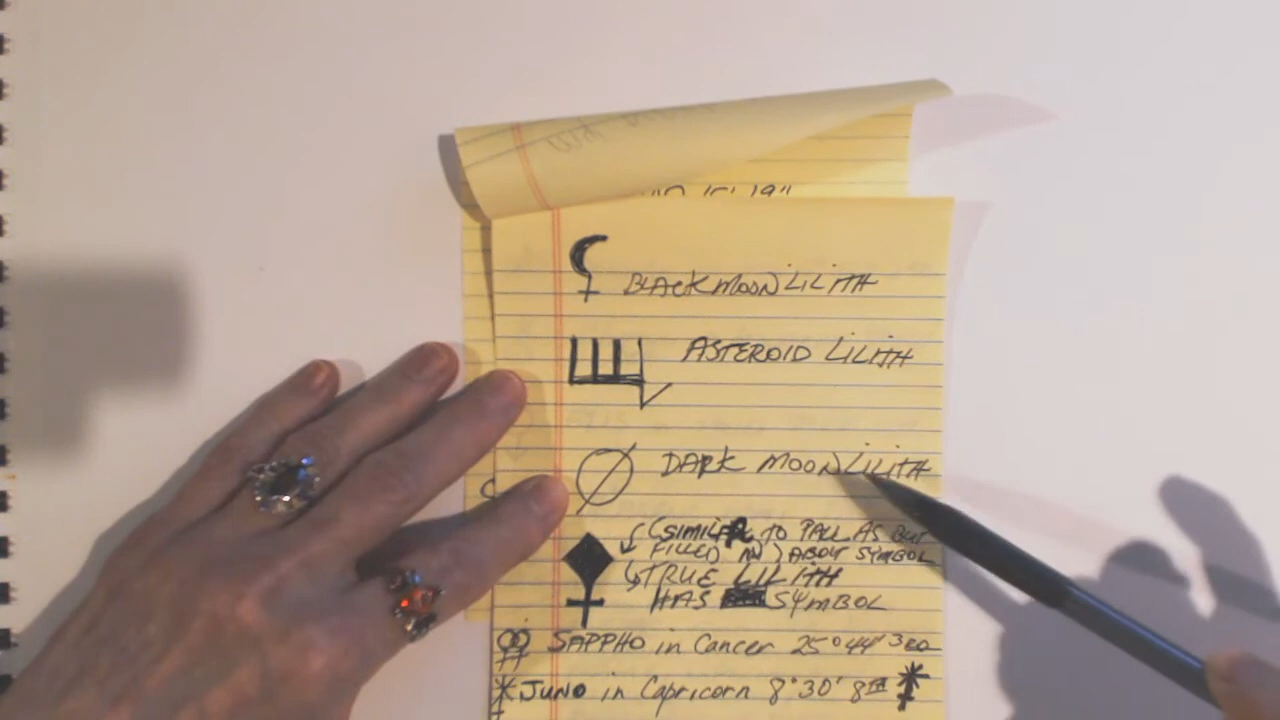 BLACK MOON LILITH
ASTEROID LILITH
DARK MOON LILITH
(SIMILAR TO PALLAS BUT
FILLED IN) ABOUT SYMBOL
TRUE LILITH
HAS SYMBOL
SAPPHO in Cancer 25°44' 3RD
JUNO in Capricorn 8°30' 8TH